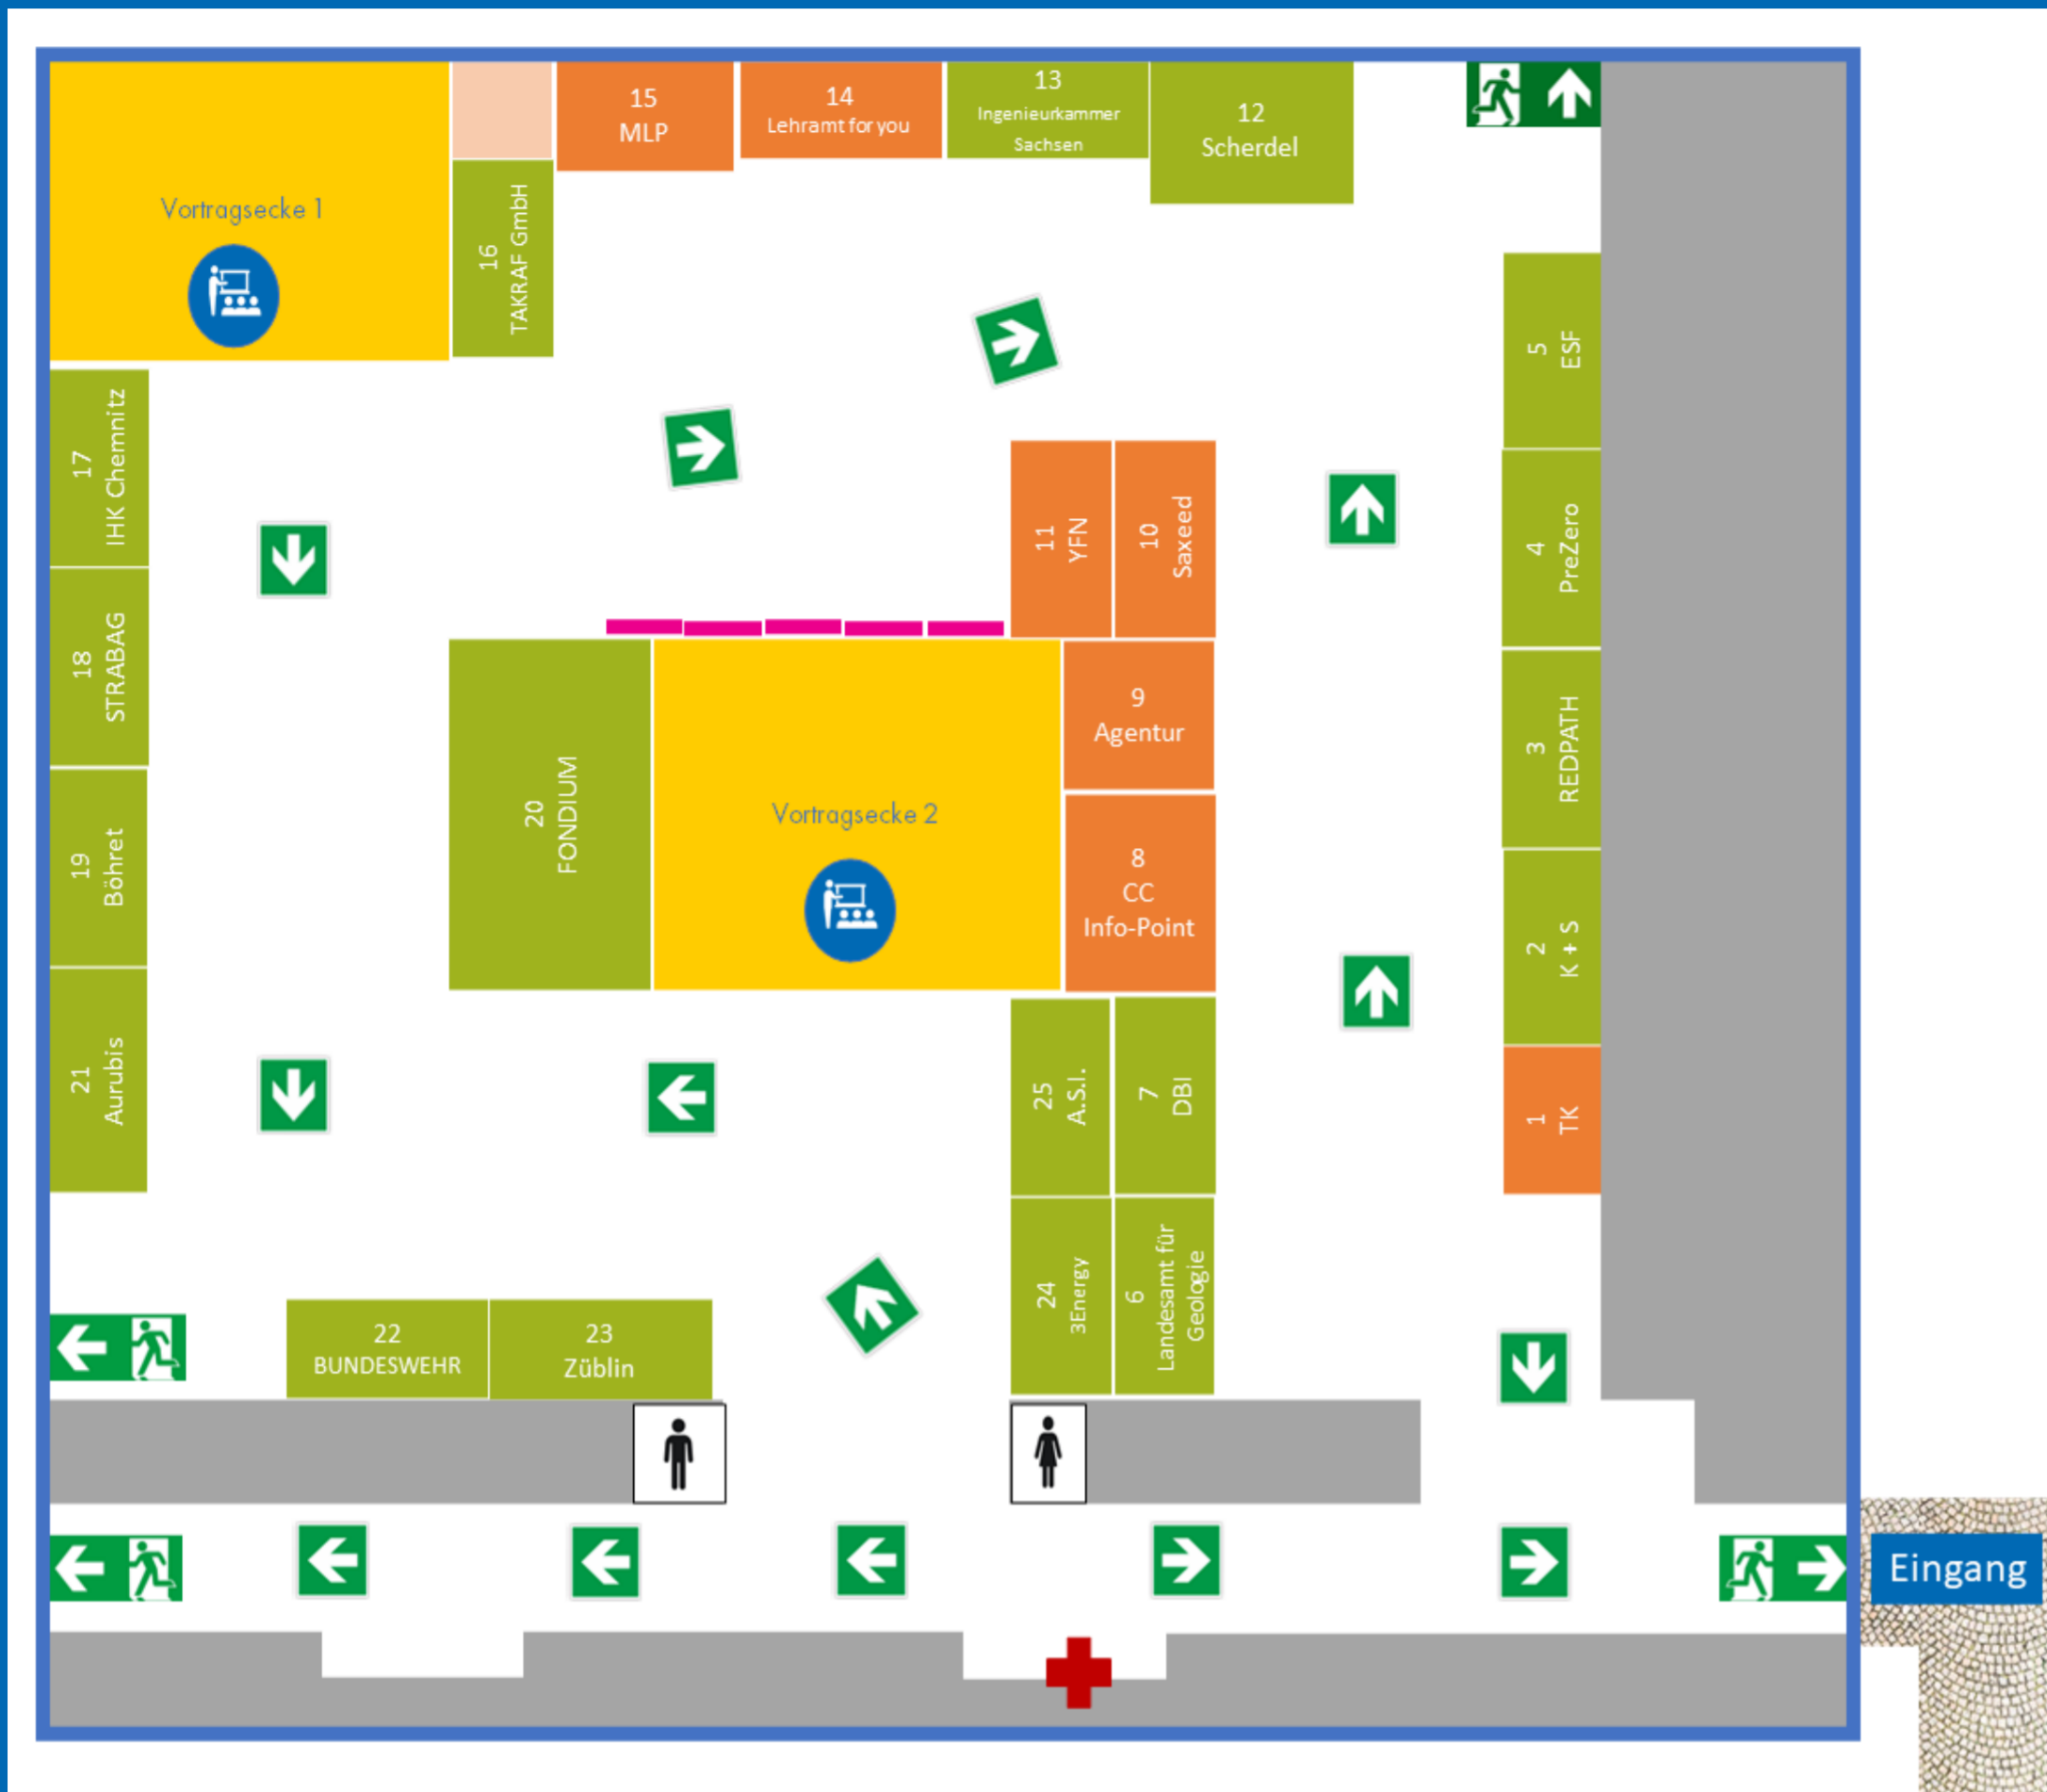 15
MLP
14
Lehramt for you
13
Ingenieurkammer
Sachsen
12
Scherdel
Vortragsecke 1
16
TAKRAF GmbH
5
ESF
17
IHK Chemnitz
11
YFN
10
Saxeed
4
PreZero
18
STRABAG
9
Agentur
3
REDPATH
20
FONDIUM
Vortragsecke 2
19
Böhret
8
CC
Info-Point
2
K + S
21
Aurubis
25
A.S.I.
7
DBI
1
TK
24
3Energy
6
Landesamt für
Geologie
22
BUNDESWEHR
23
Züblin
Eingang